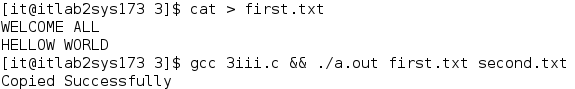 [it@itlab2sys173 3]$ cat > first.txt
WELCOME ALL
HELLOW WORLD
[it@itlab2sys173 3]$ gcc 3iii.c && ./a.out first.txt second.txt
Copied Successfully